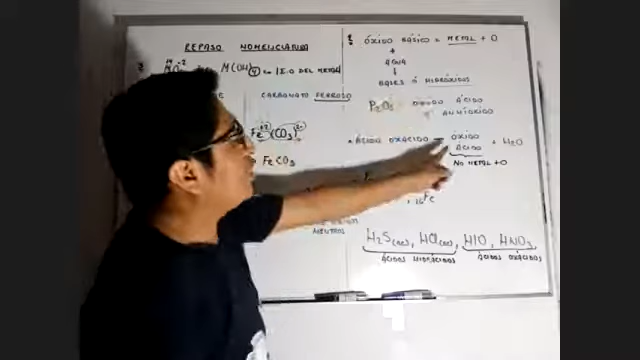 REPASO NOMENCLATURA
M(OH) = |E.O DEL METAL|
CARBONATO FERROSO
Fe+2 (CO3)2-
FeCO3
NEUTROS
ÓXIDO BÁSICO = METAL + O
+
AGUA
↓
BASES Ó HIDRÓXIDOS
P2O5 ÓXIDO ÁCIDO
ANHÍDRIDO
ÁCIDO OXÁCIDO = ÓXIDO ÁCIDO + H2O
NO METAL + O
26Fe
H2S(ac), HCl(ac), HIO, HNO3
ÁCIDOS HIDRÁCIDOS ÁCIDOS OXÁCIDOS